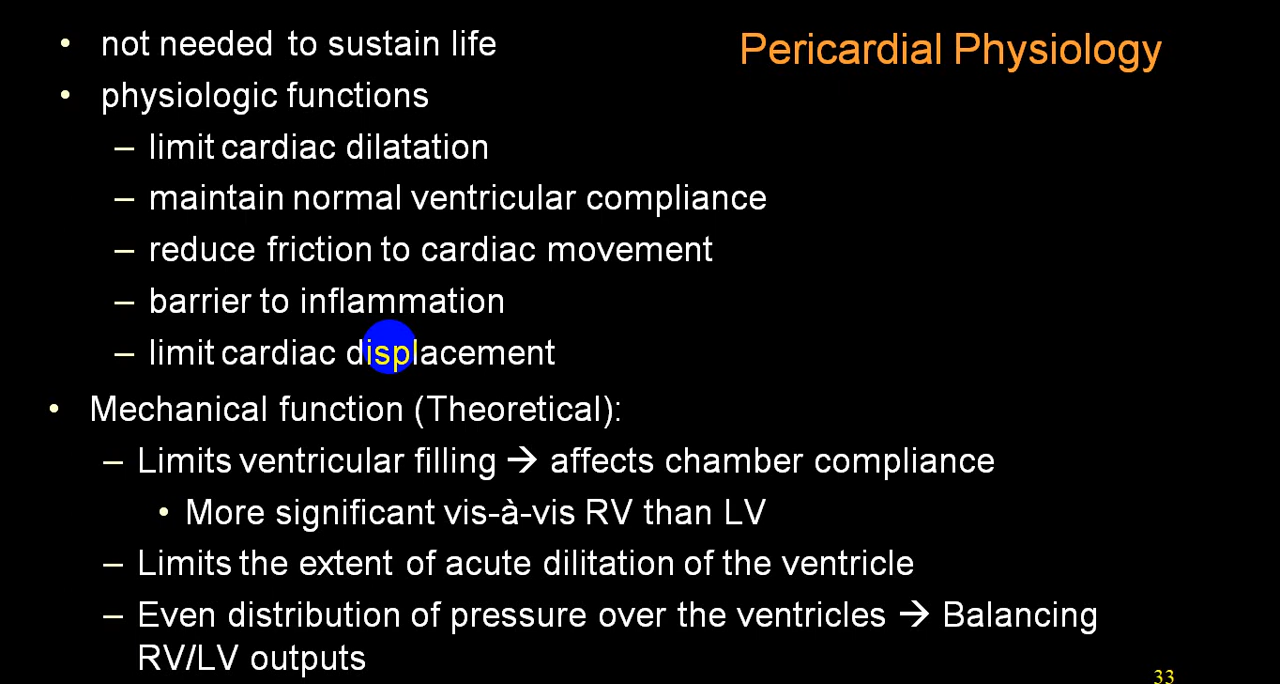 Pericardial Physiology
• not needed to sustain life
• physiologic functions
– limit cardiac dilatation
– maintain normal ventricular compliance
– reduce friction to cardiac movement
– barrier to inflammation
– limit cardiac displacement
• Mechanical function (Theoretical):
– Limits ventricular filling → affects chamber compliance
• More significant vis-à-vis RV than LV
– Limits the extent of acute dilitation of the ventricle
– Even distribution of pressure over the ventricles → Balancing
RV/LV outputs
33